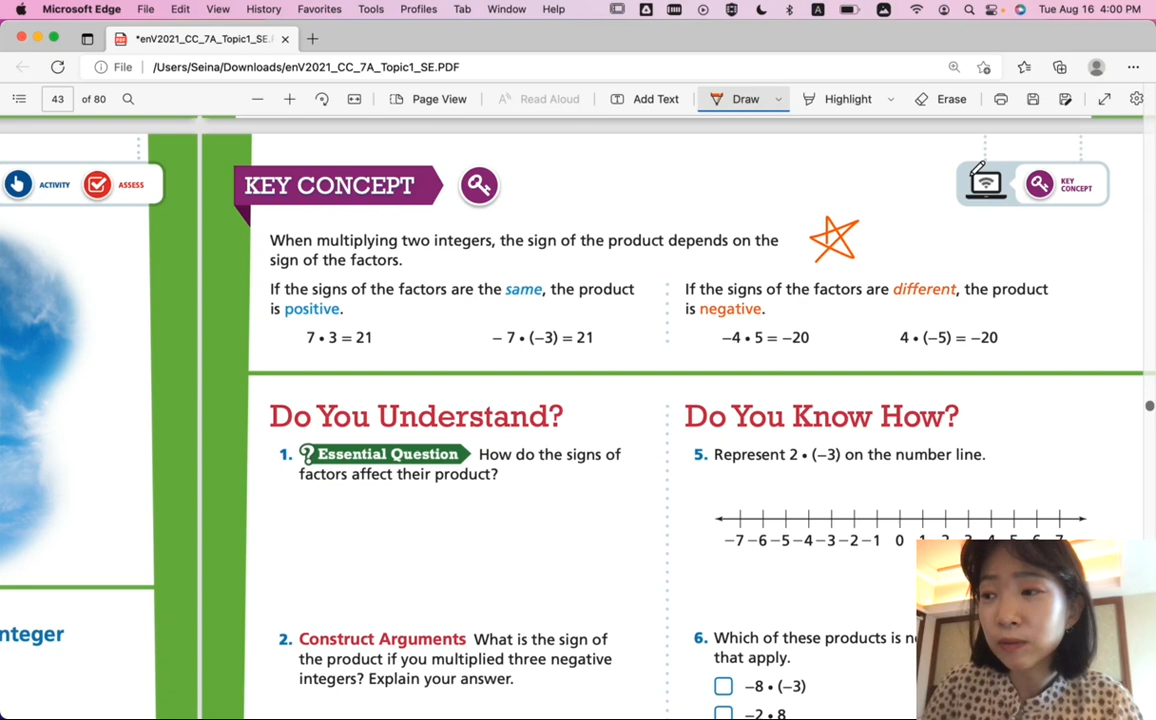 Microsoft Edge File Edit View History Favorites Tools Profiles Tab Window Help A Tue Aug 16 4:00 PM
*enV2021_CC_7A_Topic1_SE.
File /Users/Seina/Downloads/enV2021_CC_7A_Topic1_SE.PDF
43 of 80 Page View Read Aloud Add Text Draw Highlight Erase
ACTIVITY ASSESS
KEY CONCEPT
KEY CONCEPT
When multiplying two integers, the sign of the product depends on the
sign of the factors.
If the signs of the factors are the same, the product
is positive.
7 • 3 = 21 − 7 • (−3) = 21
If the signs of the factors are different, the product
is negative.
−4 • 5 = −20 4 • (−5) = −20
Do You Understand?
1. ? Essential Question How do the signs of
factors affect their product?
2. Construct Arguments What is the sign of
the product if you multiplied three negative
integers? Explain your answer.
Do You Know How?
5. Represent 2 • (−3) on the number line.
−7 −6 −5 −4 −3 −2 −1 0 1 2 3 4 5 6 7
6. Which of these products is
that apply.
−8 • (−3)
−2 • 8
nteger